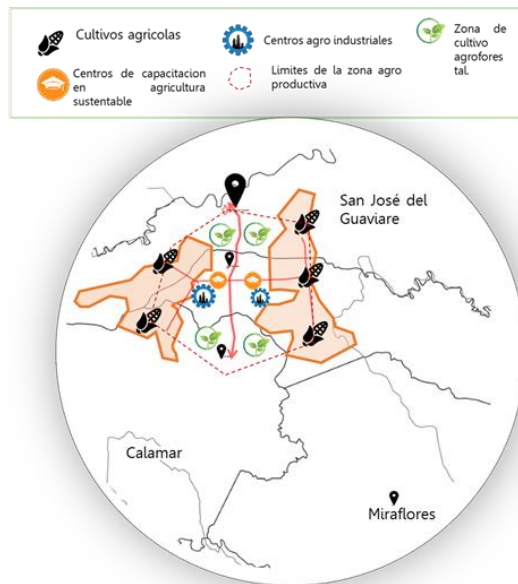 Cultivos agricolas
Centros agro industriales
Zona de
cultivo
agrofores
tal.
Centros de capacitacion
en agricultura
sustentable
Limites de la zona agro
productiva
San José del
Guaviare
Calamar
Miraflores